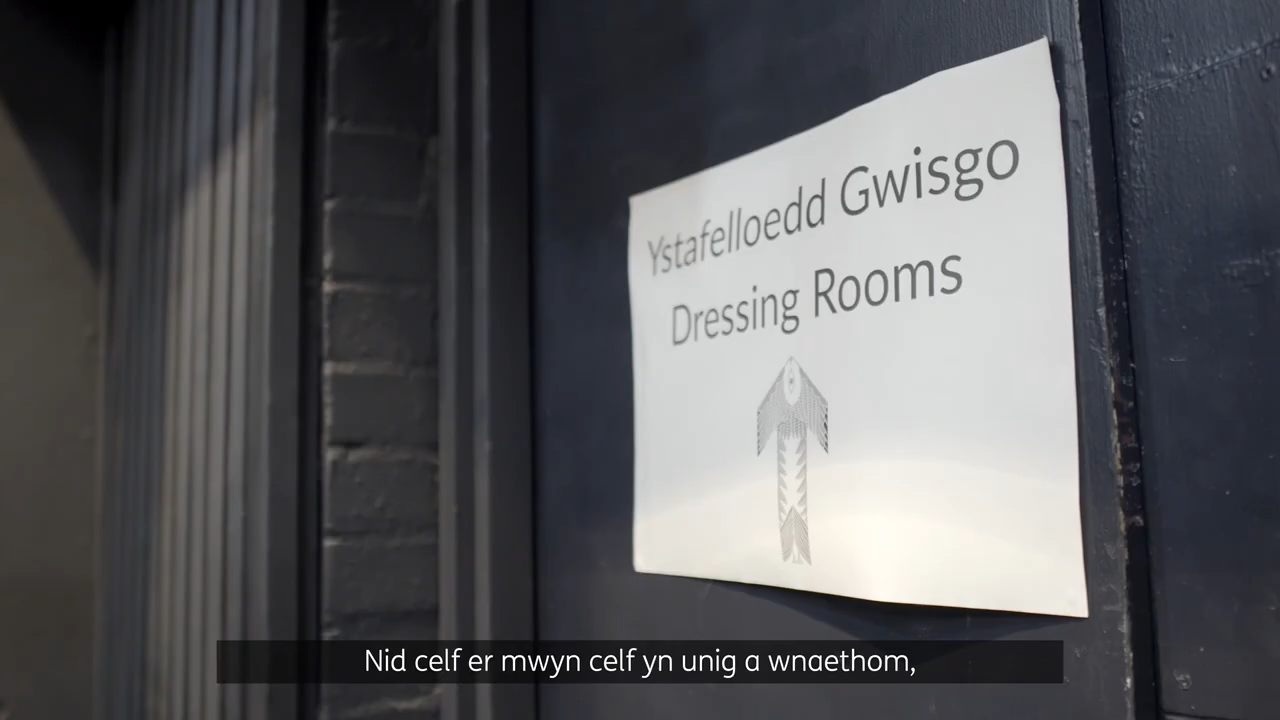 Ystafelloedd Gwisgo
Dressing Rooms
Nid celf er mwyn celf yn unig a wnaethom,